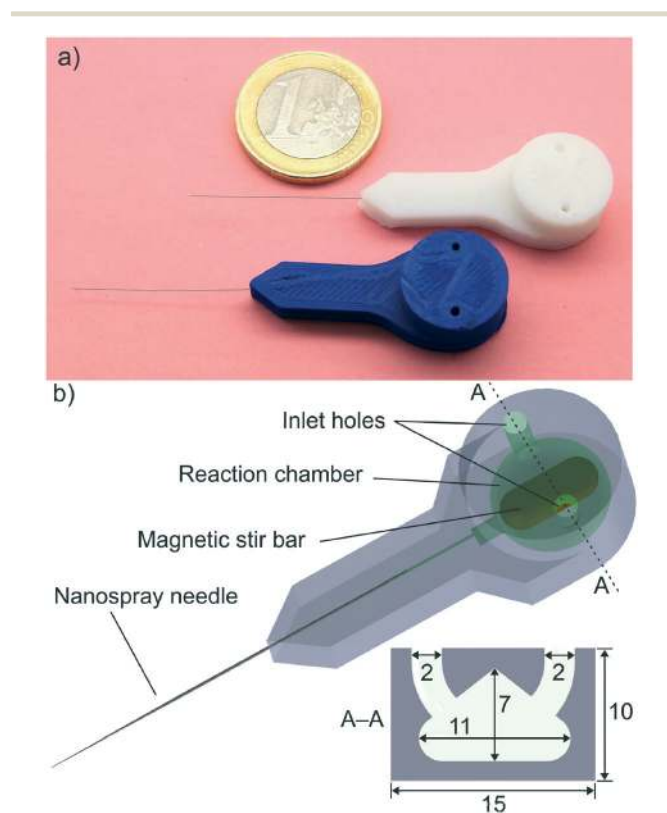 a)
1
b)
A
Inlet holes
Reaction chamber
Magnetic stir bar
A
Nanospray needle
2
2
7
10
A–A
11
15